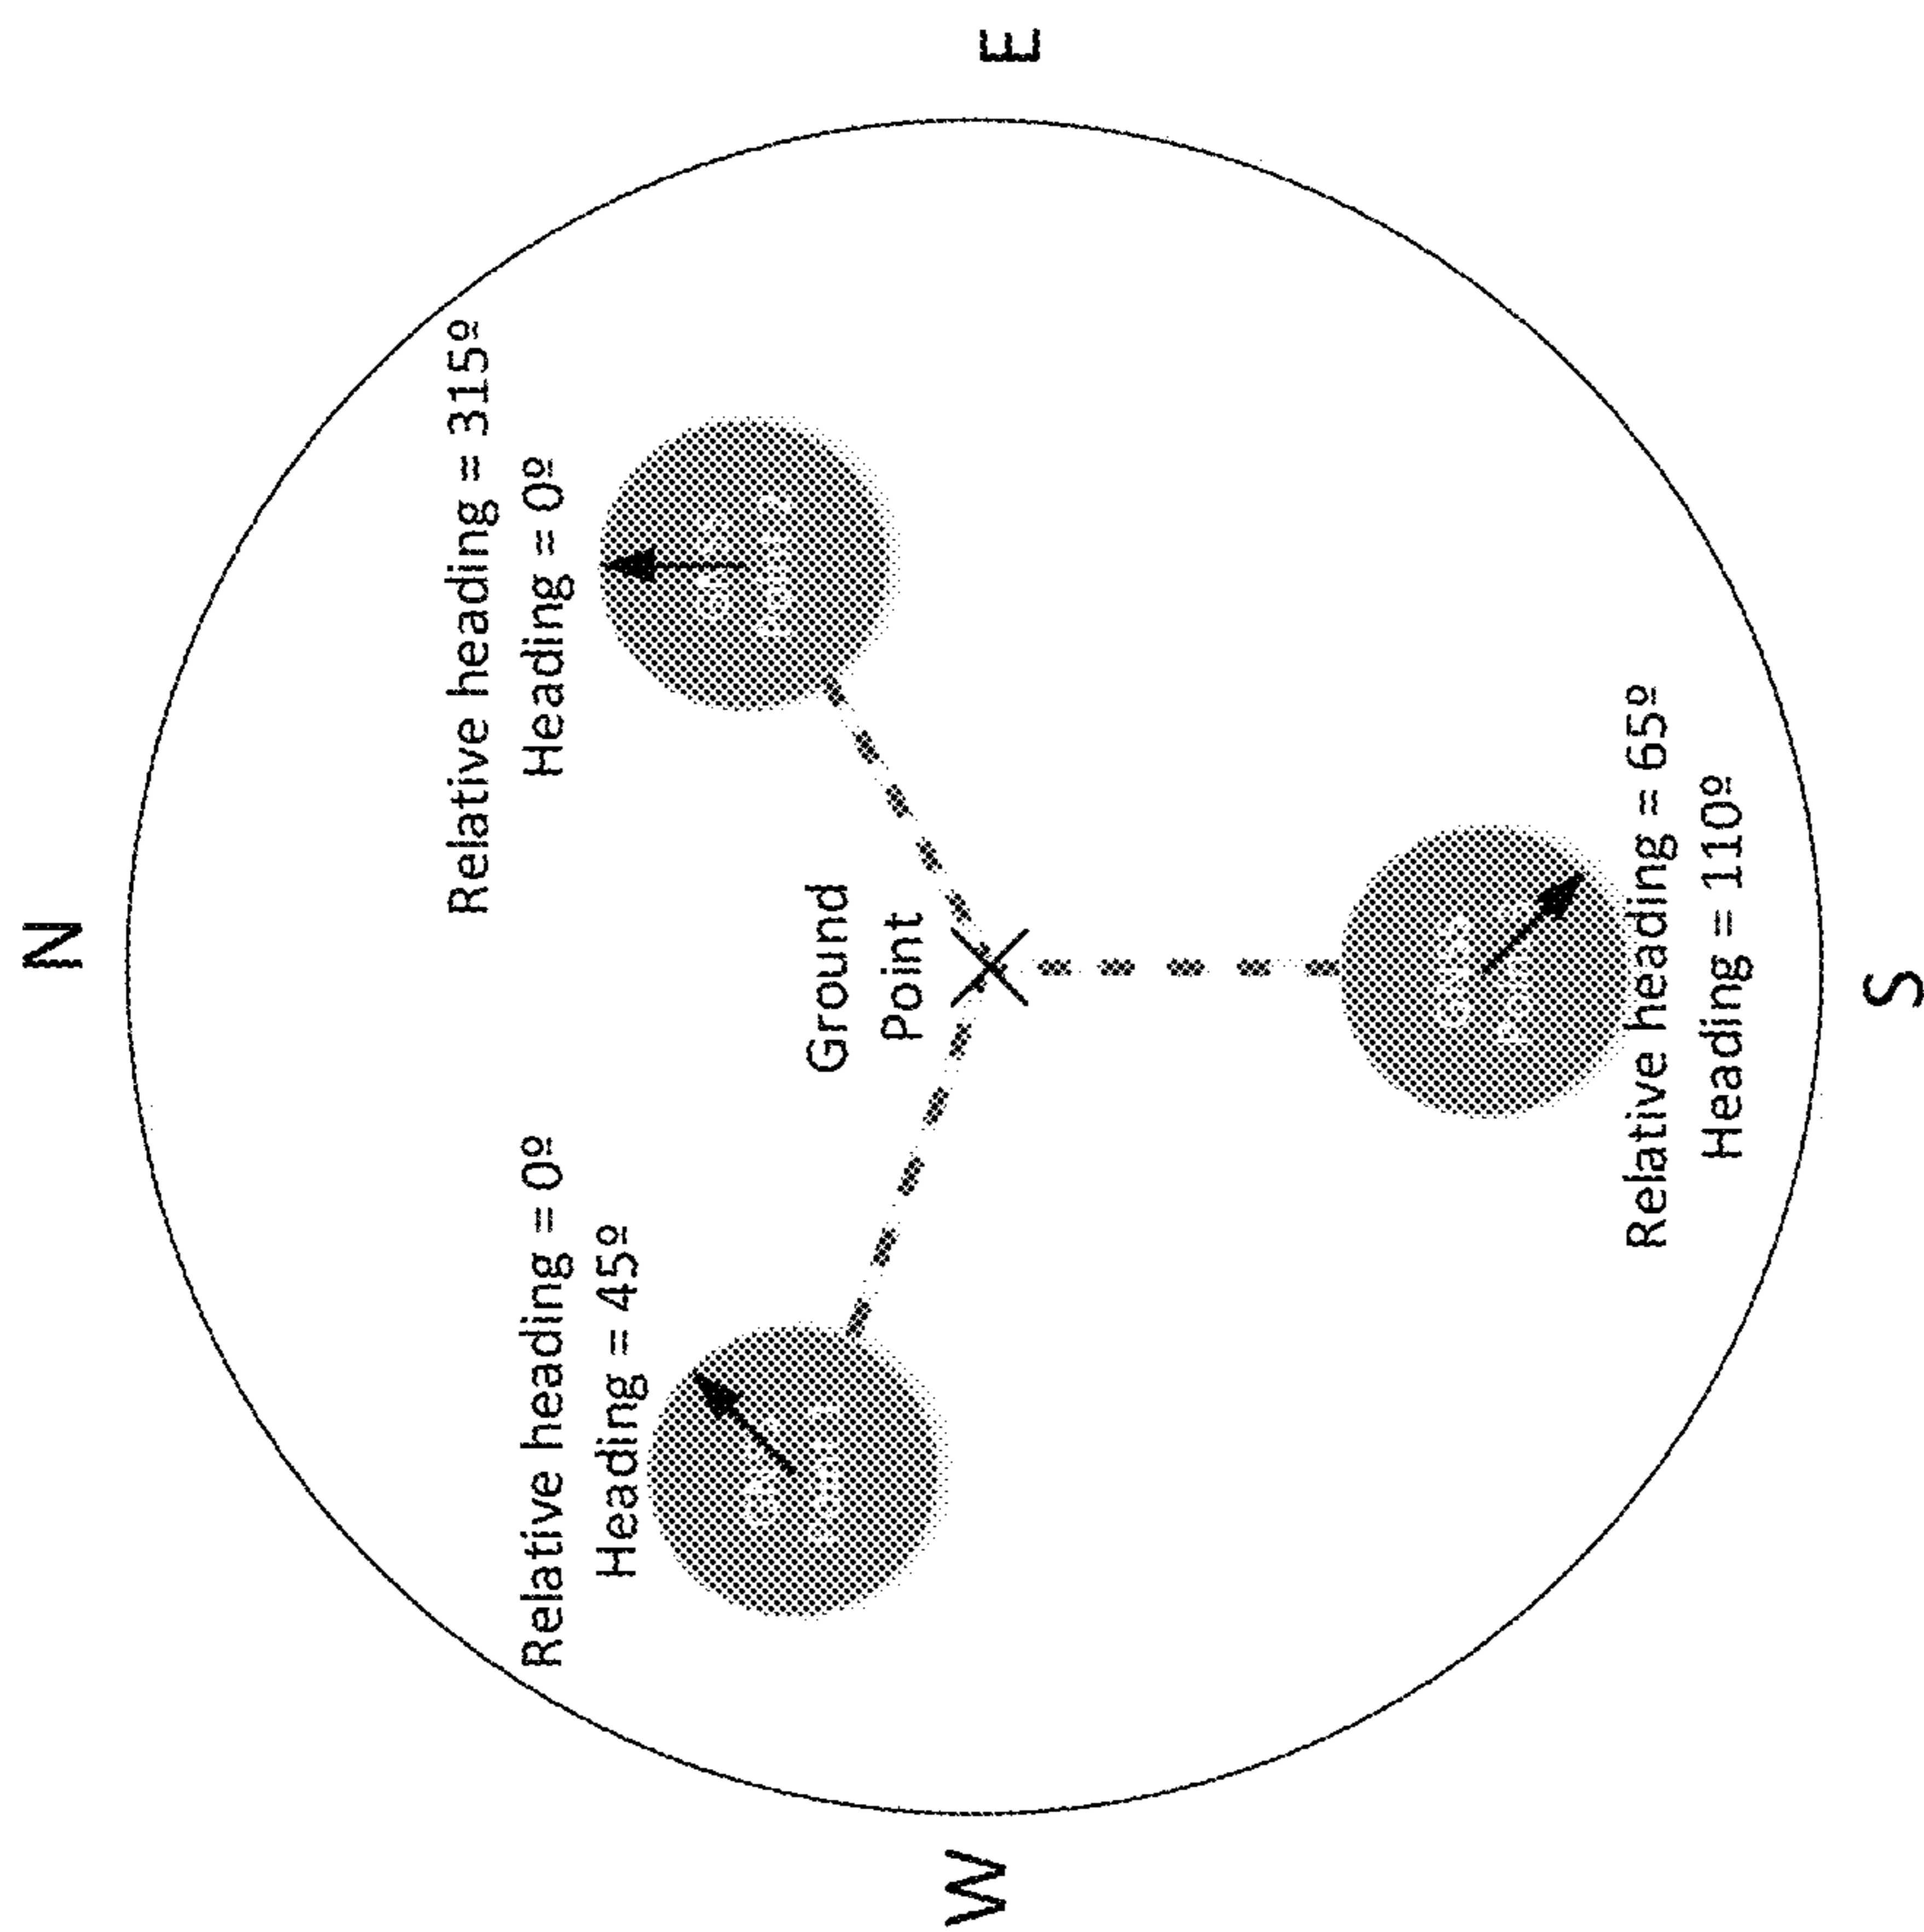 N
Relative heading = 315º
Heading = 0º
Relative heading = 0º
Heading = 45º
Ground
Point
W
E
Relative heading = 65º
Heading = 110º
S